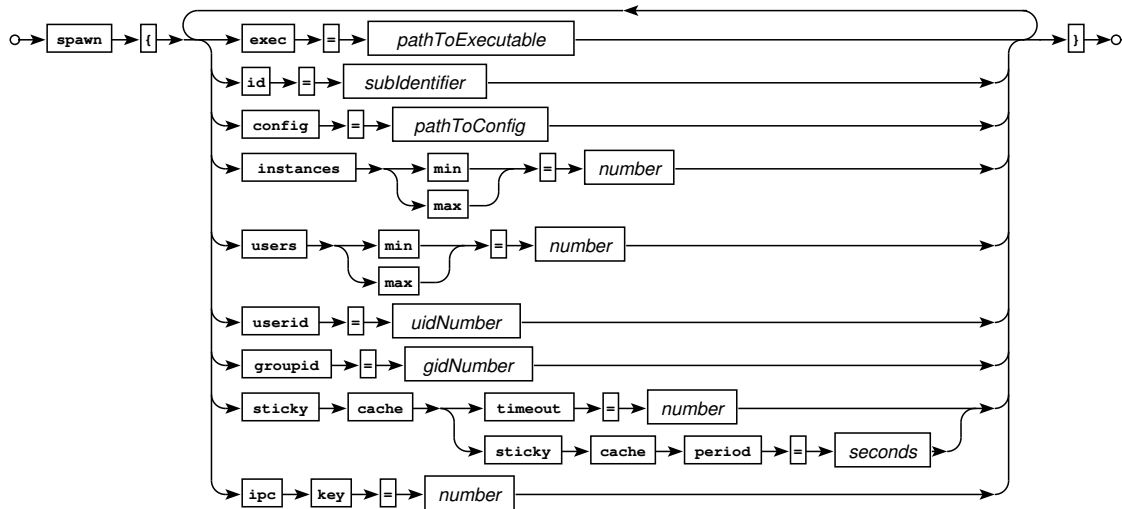 spawn { exec = pathToExecutable }
id = subIdentifier
config = pathToConfig
instances min = number
max
users min = number
max
userid = uidNumber
groupid = gidNumber
sticky cache timeout = number
sticky cache period = seconds
ipc key = number